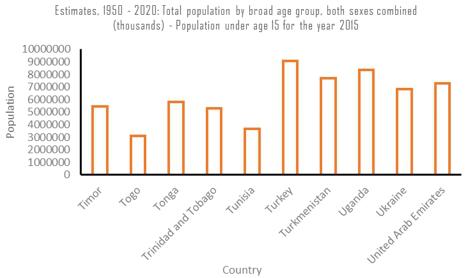 Estimates, 1950 - 2020: Total population by broad age group, both sexes combined
(thousands) - Population under age 15 for the year 2015
Population
10000000
9000000
8000000
7000000
6000000
5000000
4000000
3000000
2000000
1000000
0
Timor
Togo
Tonga
Trinidad and Tobago
Tunisia
Turkey
Turkmenistan
Uganda
Ukraine
United Arab Emirates
Country